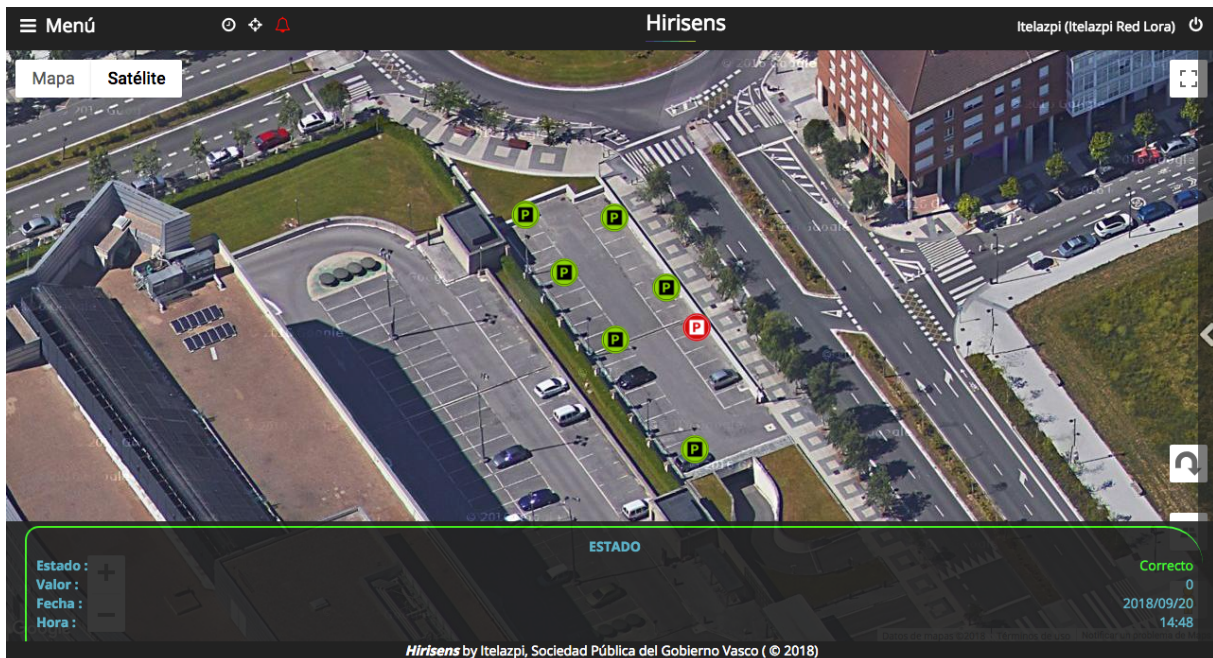 Menú
Hirisens
Itelazpi (Itelazpi Red Lora)
Mapa
Satélite
P
P
P
P
P
P
P
ESTADO
Estado :
Correcto
Valor :
0
Fecha :
2018/09/20
Hora :
14:48
Hirisens by Itelazpi, Sociedad Pública del Gobierno Vasco ( © 2018)